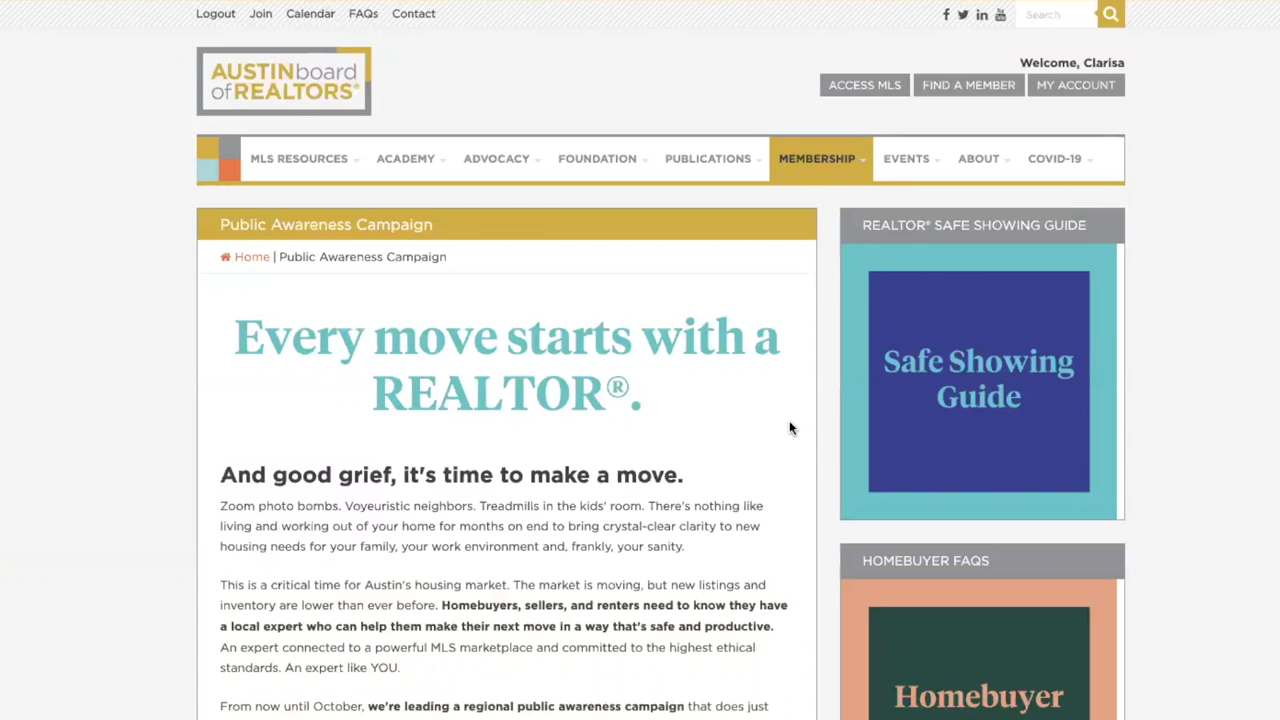 Logout Join Calendar FAQs Contact
Search
AUSTINboard
of REALTORS®
Welcome, Clarisa
ACCESS MLS FIND A MEMBER MY ACCOUNT
MLS RESOURCES ACADEMY ADVOCACY FOUNDATION PUBLICATIONS MEMBERSHIP EVENTS ABOUT COVID-19
Public Awareness Campaign
Home | Public Awareness Campaign
Every move starts with a
REALTOR®.
And good grief, it's time to make a move.
Zoom photo bombs. Voyeuristic neighbors. Treadmills in the kids' room. There's nothing like
living and working out of your home for months on end to bring crystal-clear clarity to new
housing needs for your family, your work environment and, frankly, your sanity.
This is a critical time for Austin's housing market. The market is moving, but new listings and
inventory are lower than ever before. Homebuyers, sellers, and renters need to know they have
a local expert who can help them make their next move in a way that's safe and productive.
An expert connected to a powerful MLS marketplace and committed to the highest ethical
standards. An expert like YOU.
From now until October, we're leading a regional public awareness campaign that does just
REALTOR® SAFE SHOWING GUIDE
Safe Showing
Guide
HOMEBUYER FAQS
Homebuyer